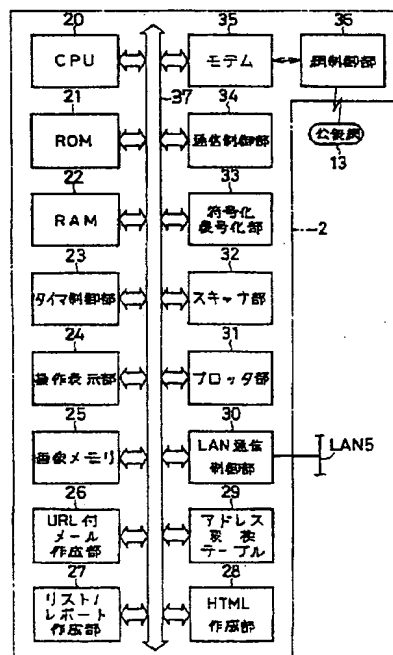 20
35
36
CPU
モデム
網制御部
37
21
34
ROM
通信制御部
公衆網
13
22
33
RAM
符号化
復号化部
2
23
32
タイマ制御部
スキャナ部
24
31
操作表示部
プロッタ部
25
30
画像メモリ
LAN通信
制御部
LAN5
26
29
URL付
メール
作成部
アドレス
変換
テーブル
27
28
リスト/
レポート
作成部
HTML
作成部